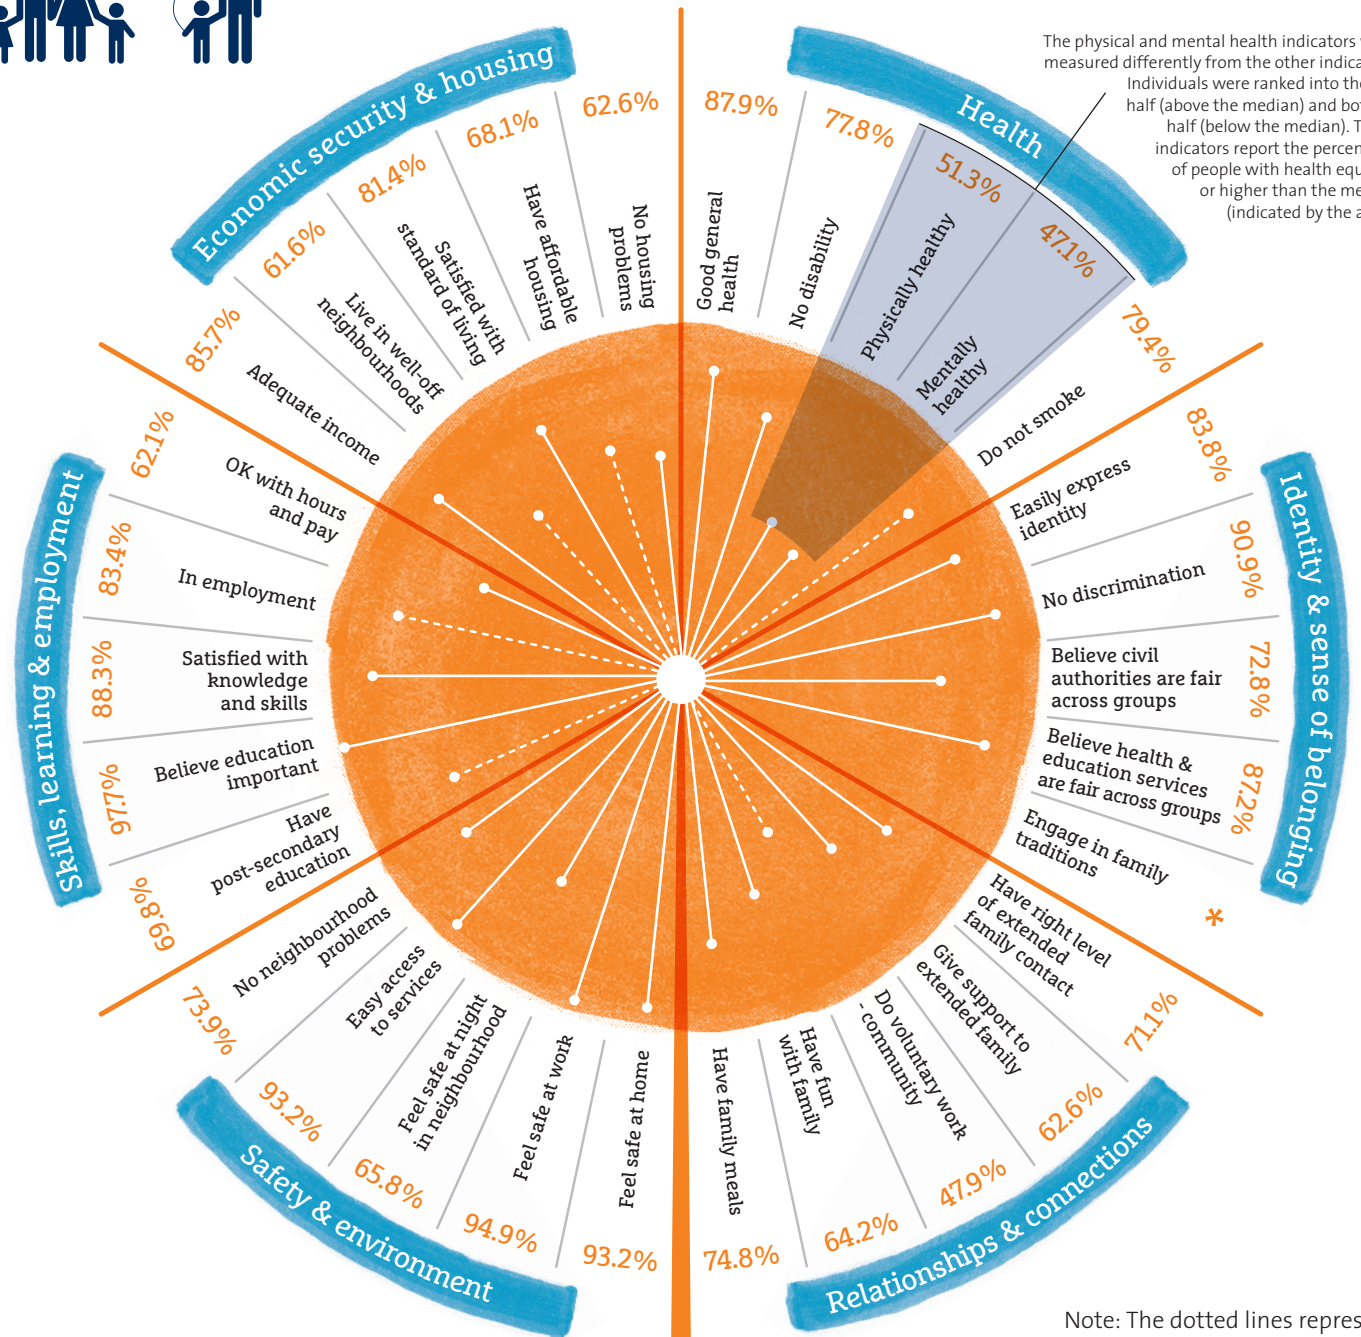 The physical and mental health indicators
measured differently from the other
Individuals were ranked into the
half (above the median) and
half (below the median).
indicators report the
of people with health
or higher than the
(indicated by the
Health
87.9%
Good general
health
77.8%
No disability
51.3%
Physically healthy
47.1%
Mentally
healthy
79.4%
Do not smoke
Identity & sense of belonging
83.8%
Easily express
identity
90.9%
No discrimination
72.8%
Believe civil
authorities are fair
across groups
87.2%
Believe health &
education services
are fair across groups
*
Engage in family
traditions
Relationships & connections
71.1%
Have right level
of extended
family contact
62.6%
Give support to
extended family
47.9%
Do voluntary work
- community
64.2%
Have fun
with family
74.8%
Have family meals
Safety & environment
93.2%
Feel safe at home
94.9%
Feel safe at work
65.8%
Feel safe at night
in neighbourhood
93.2%
Easy access
to services
73.9%
No neighbourhood
problems
Skills, learning & employment
69.8%
Have
post-secondary
education
97.7%
Believe education
important
88.3%
Satisfied with
knowledge
and skills
83.4%
In employment
62.1%
OK with hours
and pay
Economic security & housing
85.7%
Adequate income
61.6%
Live in well-off
neighbourhoods
81.4%
Satisfied with
standard of living
68.1%
Have affordable
housing
62.6%
No housing
problems
Note: The dotted lines